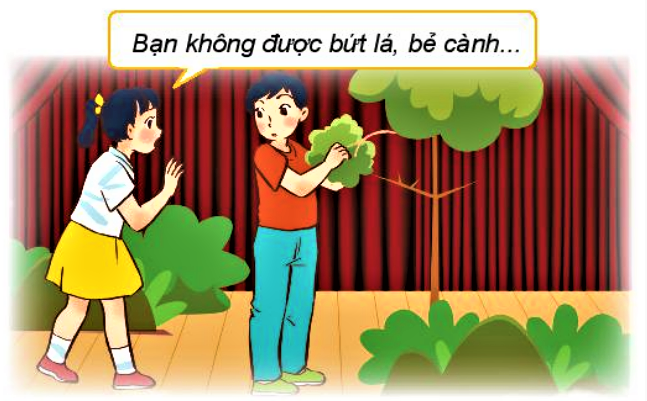 Bạn không được bứt lá, bẻ cành...